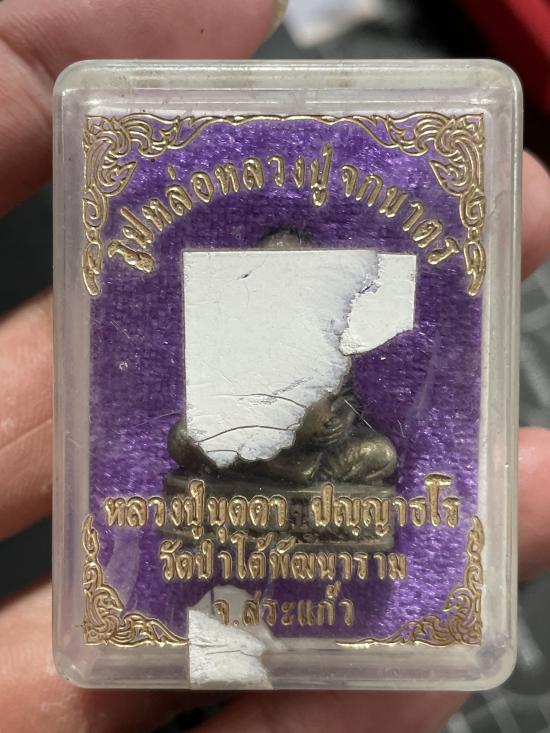 รูปหล่อหลวงปู่ จกบาตร
หลวงปู่บุดดา ปญฺญาธโร
วัดป่าใต้พัฒนาราม
จ.สระแก้ว